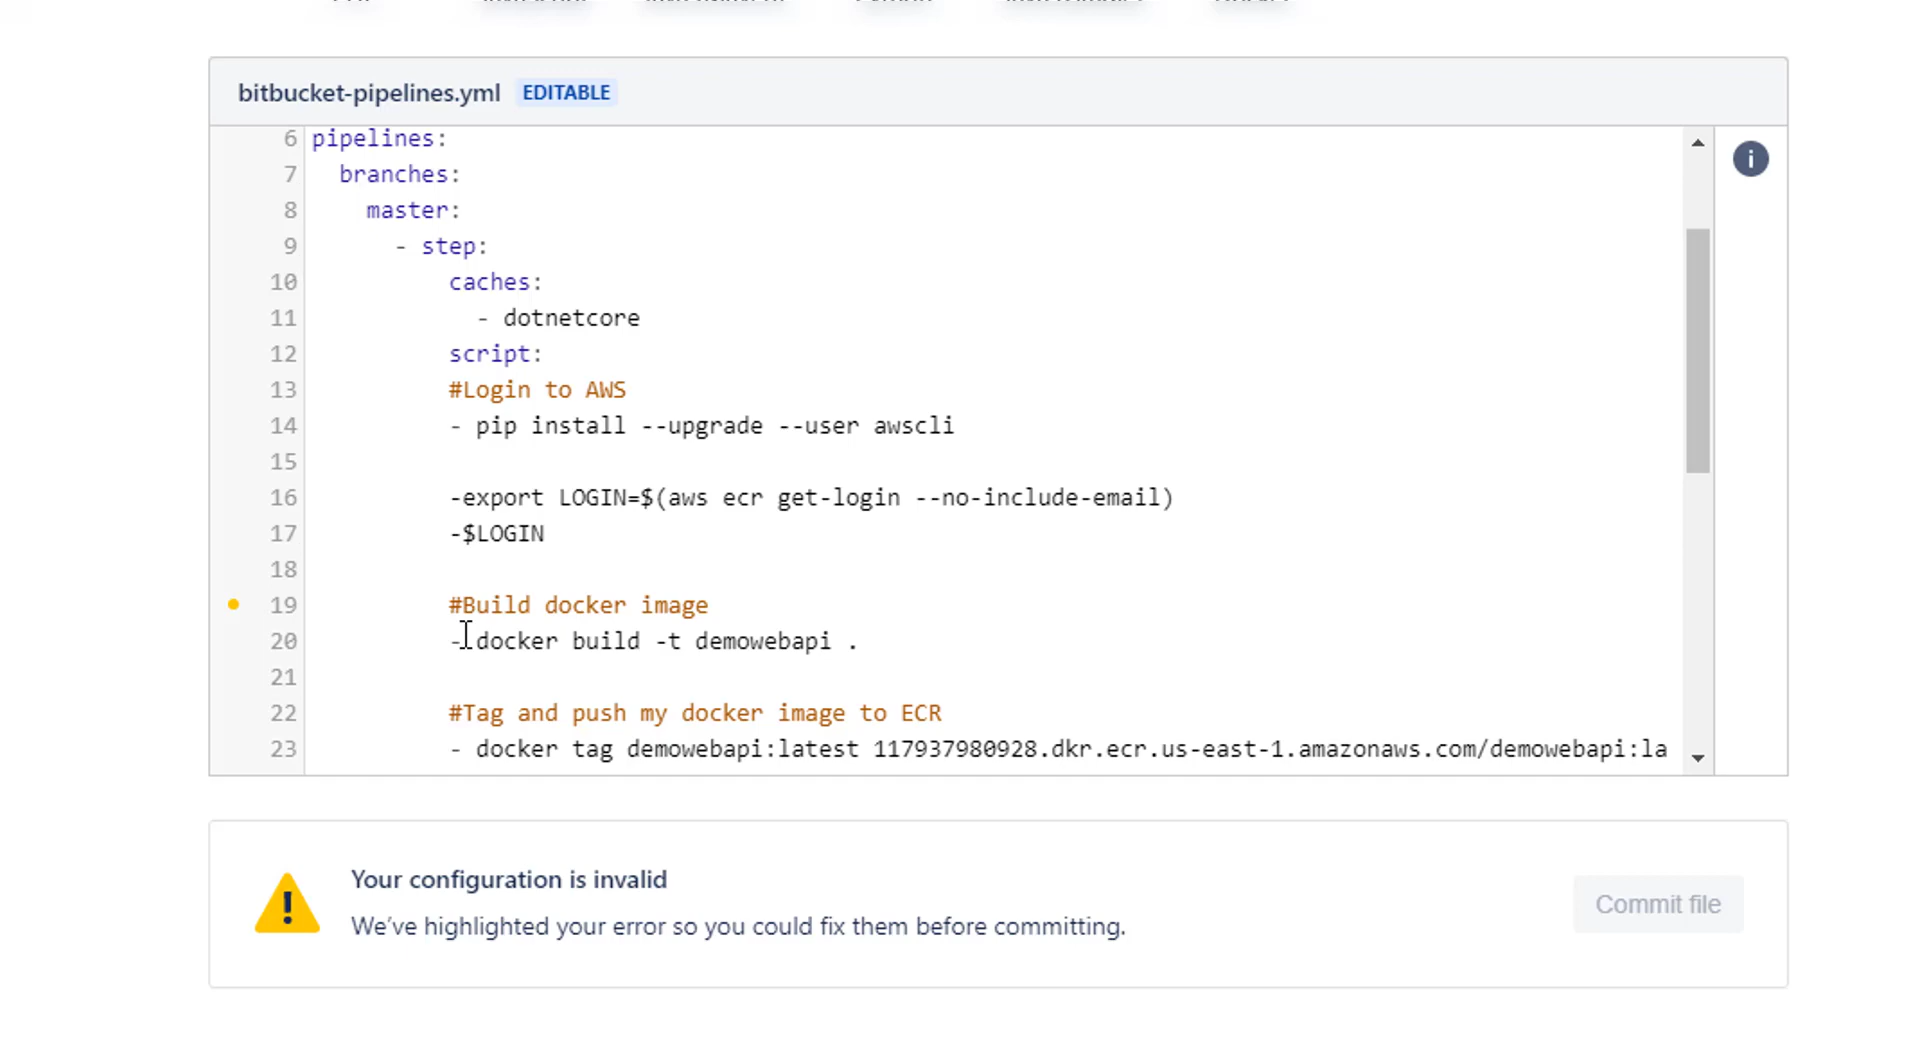 bitbucket-pipelines.yml EDITABLE
6 pipelines:
7 branches:
8 master:
9 - step:
10 caches:
11 - dotnetcore
12 script:
13 #Login to AWS
14 - pip install --upgrade --user awscli
15
16 -export LOGIN=$(aws ecr get-login --no-include-email)
17 -$LOGIN
18
19 #Build docker image
20 - docker build -t demowebapi .
21
22 #Tag and push my docker image to ECR
23 - docker tag demowebapi:latest 117937980928.dkr.ecr.us-east-1.amazonaws.com/demowebapi:la
Your configuration is invalid
We've highlighted your error so you could fix them before committing.
Commit file